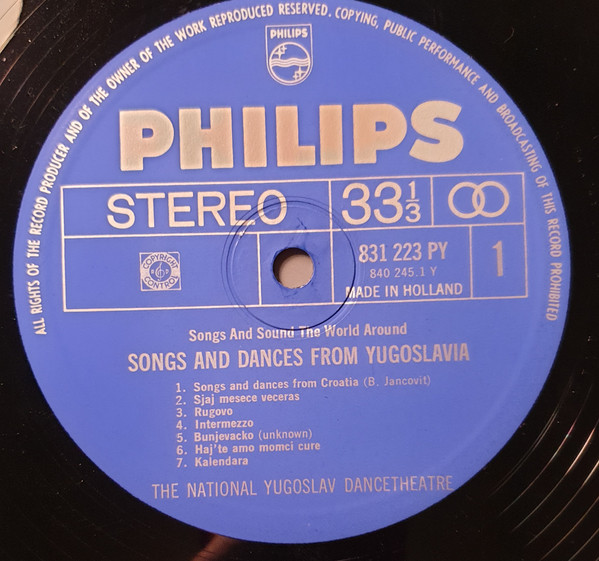 ALL RIGHTS OF THE RECORD PRODUCER AND OF THE OWNER OF THE WORK REPRODUCED RESERVED. COPYING, PUBLIC PERFORMANCE AND BROADCASTING OF THIS RECORD PROHIBITED
PHILIPS
PHILIPS
STEREO 33 1/3
COPYRIGHT
CONTROL
831 223 PY 1
840 245.1 Y
MADE IN HOLLAND
Songs And Sound The World Around
SONGS AND DANCES FROM YUGOSLAVIA
1. Songs and dances from Croatia (B. Jancovit)
2. Sjaj mesece veceras
3. Rugovo
4. Intermezzo
5. Bunjevacko (unknown)
6. Haj'te amo momci cure
7. Kalendara
THE NATIONAL YUGOSLAV DANCETHEATRE